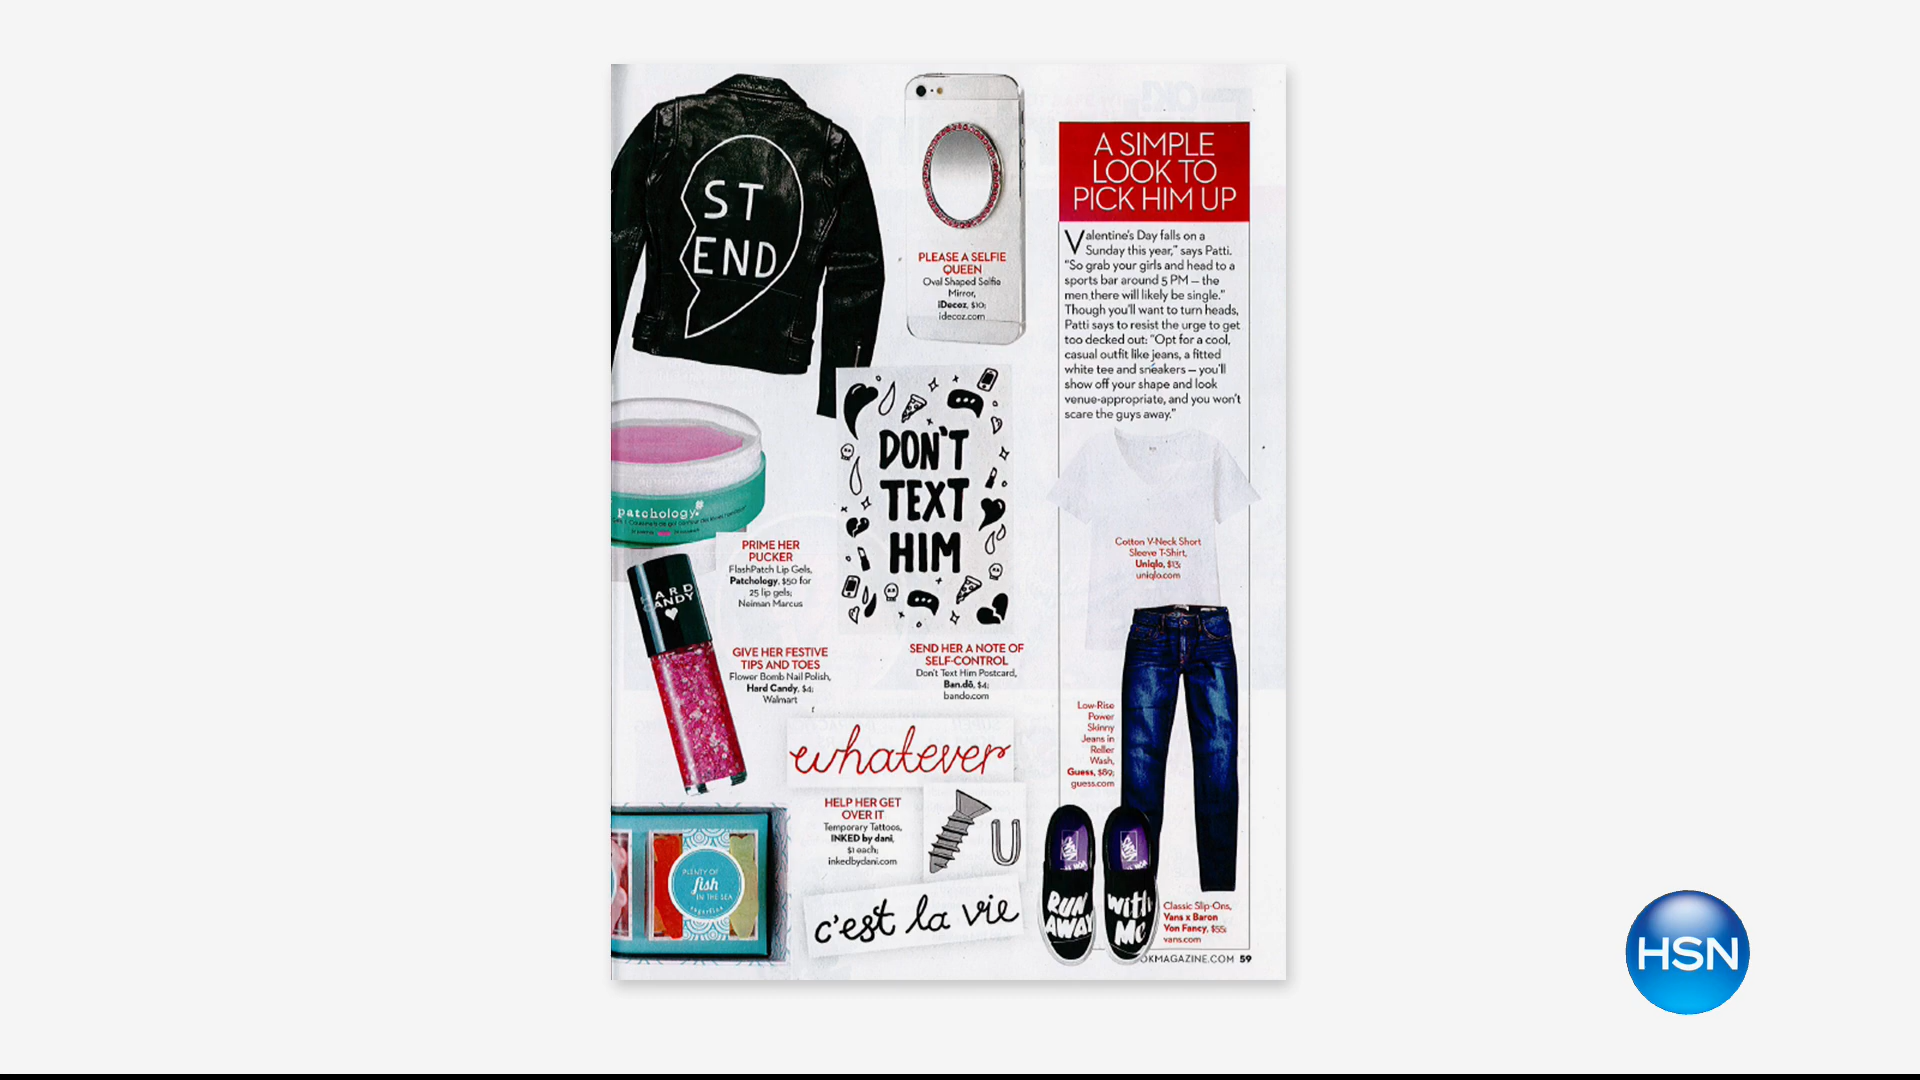 ST
END
PLEASE A SELFIE
QUEEN
Oval Shaped Selfie
Mirror,
iDecoz, $10;
idecoz.com
A SIMPLE
LOOK TO
PICK HIM UP
Valentine's Day falls on a
Sunday this year," says Patti.
"So grab your girls and head to a
sports bar around 5 PM — the
men there will likely be single."
Though you'll want to turn heads,
Patti says to resist the urge to get
too decked out: "Opt for a cool,
casual outfit like jeans, a fitted
white tee and sneakers — you'll
show off your shape and look
venue-appropriate, and you won't
scare the guys away."
patchology
PRIME HER
PUCKER
FlashPatch Lip Gels,
Patchology, $50 for
25 lip gels;
Neiman Marcus
DON'T
TEXT
HIM
Cotton V-Neck Short
Sleeve T-Shirt,
Uniqlo, $13;
uniqlo.com
HARD
CANDY
GIVE HER FESTIVE
TIPS AND TOES
Flower Bomb Nail Polish,
Hard Candy, $4;
Walmart
SEND HER A NOTE OF
SELF-CONTROL
Don't Text Him Postcard,
Ban.dō, $4;
bando.com
Low-Rise
Power
Skinny
Jeans in
Roller
Wash,
Guess, $89;
guess.com
whatever
HELP HER GET
OVER IT
Temporary Tattoos,
INKED by dani,
$1 each;
inkedbydani.com
U
c'est la vie
PLENTY OF
fish
IN THE SEA
sugarfina
RUN
AWAY
with
Me
Classic Slip-Ons,
Vans x Baron
Von Fancy, $55;
vans.com
OKMAGAZINE.COM 59
HSN